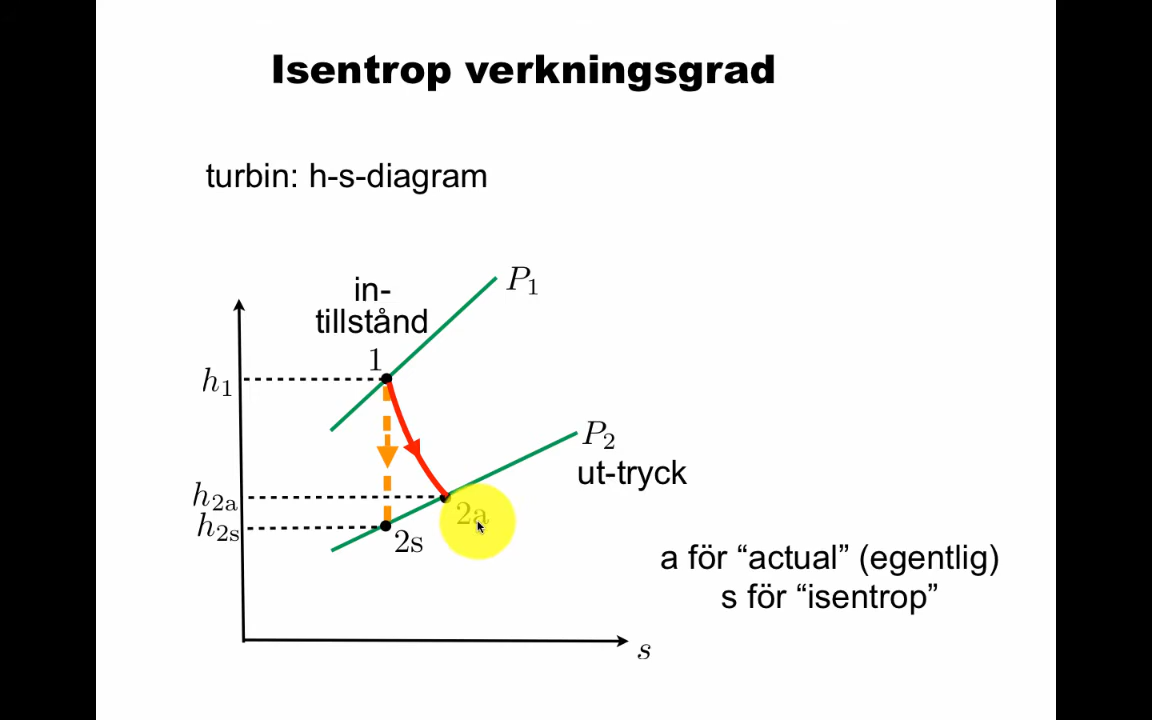 Isentrop verkningsgrad
turbin: h-s-diagram
in-
tillstånd
P₁
1
h₁
P₂
ut-tryck
h₂ₐ
2a
h₂ₛ
2s
a för “actual” (egentlig)
s för “isentrop”
s